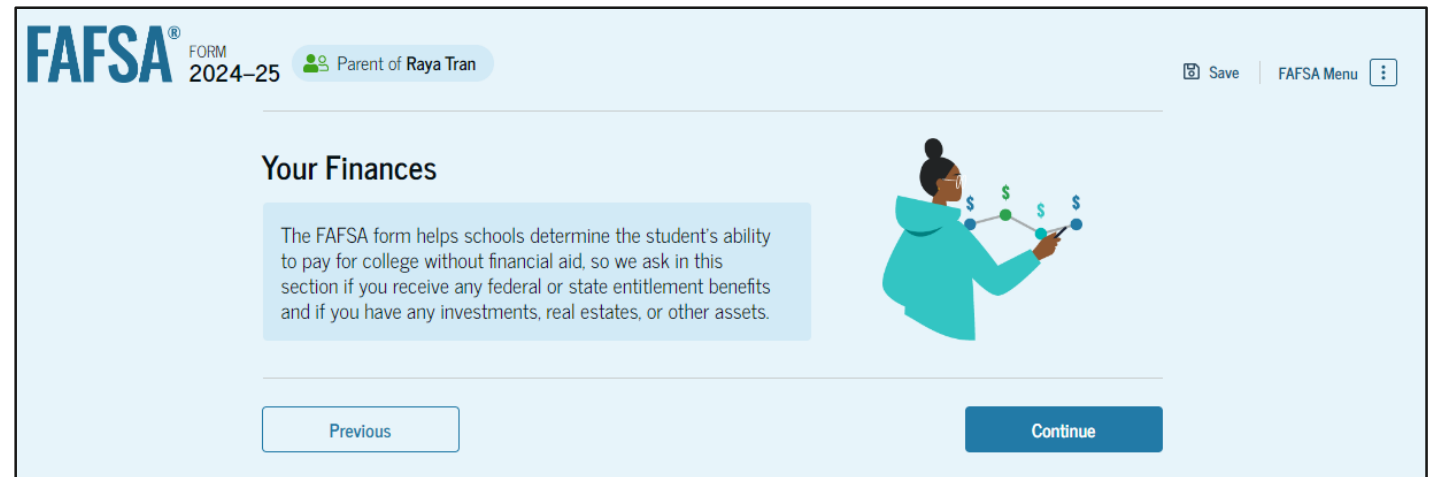 FAFSA®
FORM
2024–25
Parent of Raya Tran
Save
FAFSA Menu
Your Finances
The FAFSA form helps schools determine the student's ability
to pay for college without financial aid, so we ask in this
section if you receive any federal or state entitlement benefits
and if you have any investments, real estates, or other assets.
$ $ $ $
Previous
Continue